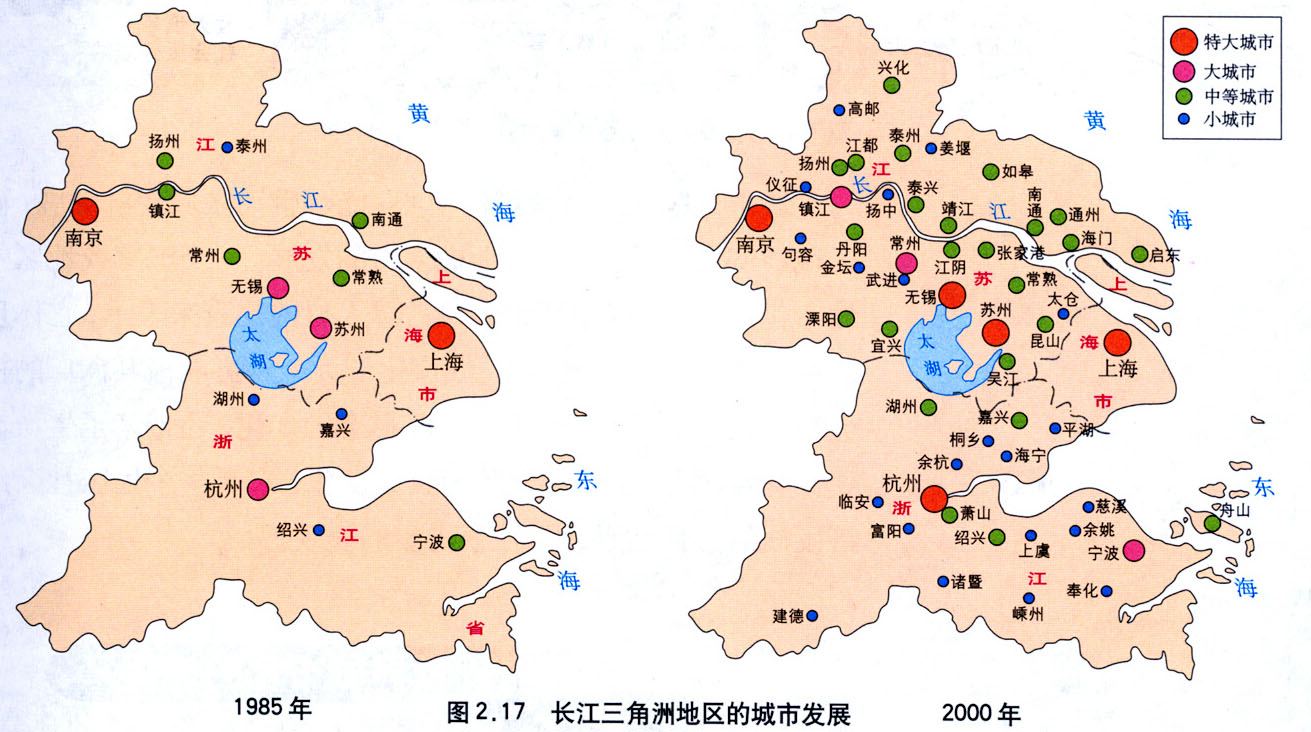 黄
海
扬州
江
泰州
长
江
镇江
南京
南通
常州
苏
常熟
上
无锡
苏州
太
湖
海
上海
市
湖州
嘉兴
浙
杭州
东
绍兴
江
宁波
海
省
1985年
特大城市
大城市
中等城市
小城市
兴化
高邮
黄
海
江都
泰州
姜堰
扬州
江
如皋
仪征
长
泰兴
镇江
扬中
靖江
江
南通
通州
南京
丹阳
常州
海门
句容
江阴
张家港
启东
金坛
武进
苏
常熟
上
无锡
苏州
太仓
溧阳
宜兴
太
湖
昆山
海
上海
吴江
市
湖州
嘉兴
平湖
桐乡
海宁
余杭
杭州
东
临安
浙
萧山
慈溪
舟山
富阳
绍兴
上虞
余姚
宁波
诸暨
江
奉化
海
嵊州
建德
2000年
图2.17 长江三角洲地区的城市发展